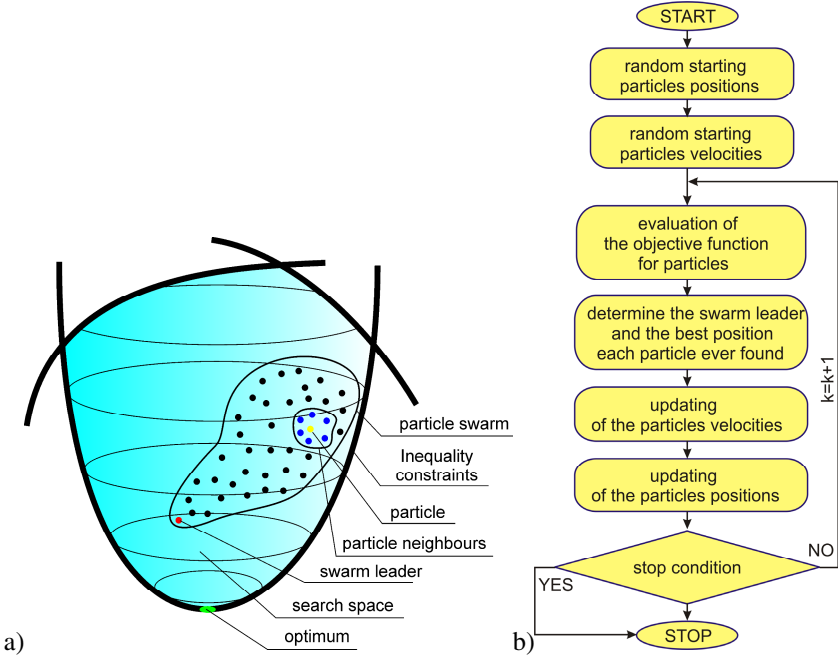 particle swarm
Inequality
constraints
particle
particle neighbours
swarm leader
search space
optimum
a)
START
random starting
particles positions
random starting
particles velocities
evaluation of
the objective function
for particles
determine the swarm leader
and the best position
each particle ever found
updating
of the particles velocities
updating
of the particles positions
k=k+1
stop condition
NO
YES
STOP
b)